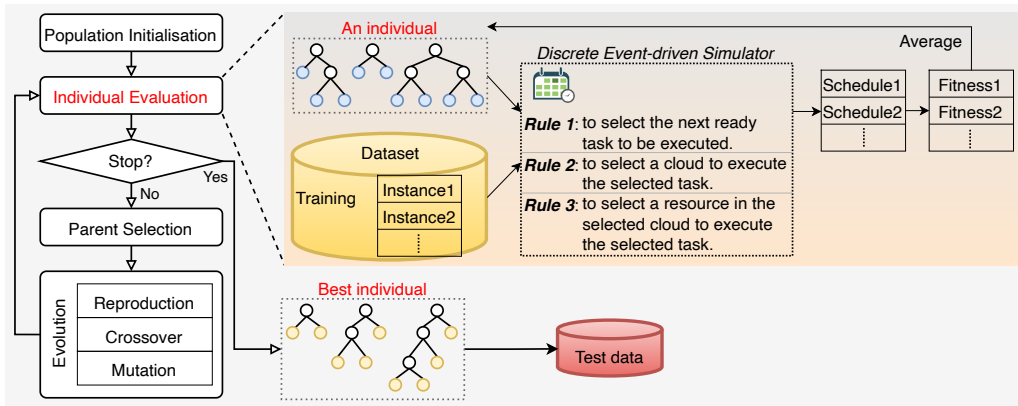 Population Initialisation
Individual Evaluation
Stop?
Yes
No
Parent Selection
Evolution
Reproduction
Crossover
Mutation
An individual
Average
Discrete Event-driven Simulator
Rule 1: to select the next ready
task to be executed.
Rule 2: to select a cloud to execute
the selected task.
Rule 3: to select a resource in the
selected cloud to execute
the selected task.
Dataset
Training
Instance1
Instance2
Schedule1
Schedule2
Fitness1
Fitness2
Best individual
Test data